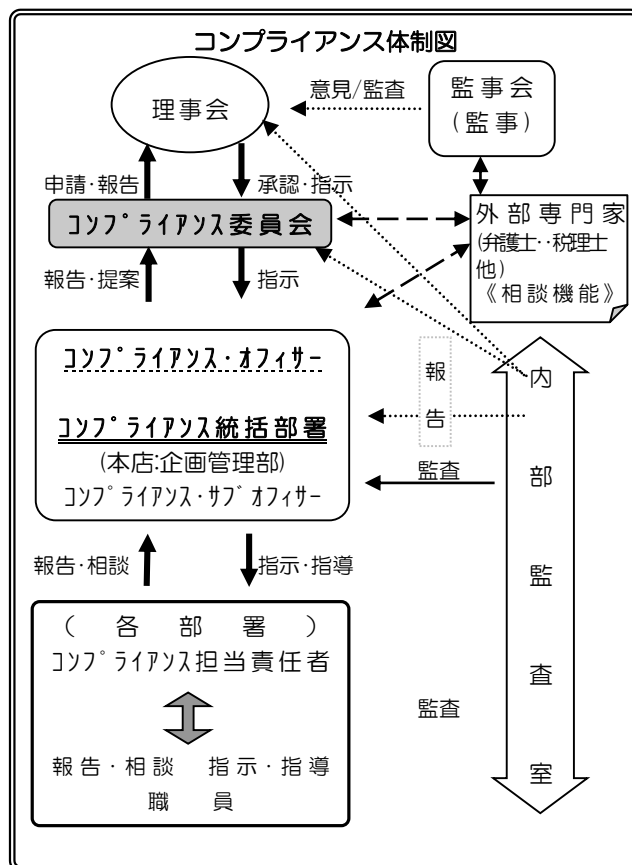 コンプライアンス体制図
理事会
意見/監査
監事会
(監事)
申請・報告
承認・指示
コンプライアンス委員会
外部専門家
(弁護士・・税理士
他)
《相談機能》
報告・提案
指示
コンプライアンス・オフィサー
コンプライアンス統括部署
(本店:企画管理部)
コンプライアンス・サブオフィサー
報告
監査
内部監査室
報告・相談
指示・指導
(各部署)
コンプライアンス担当責任者
監査
報告・相談 指示・指導
職員